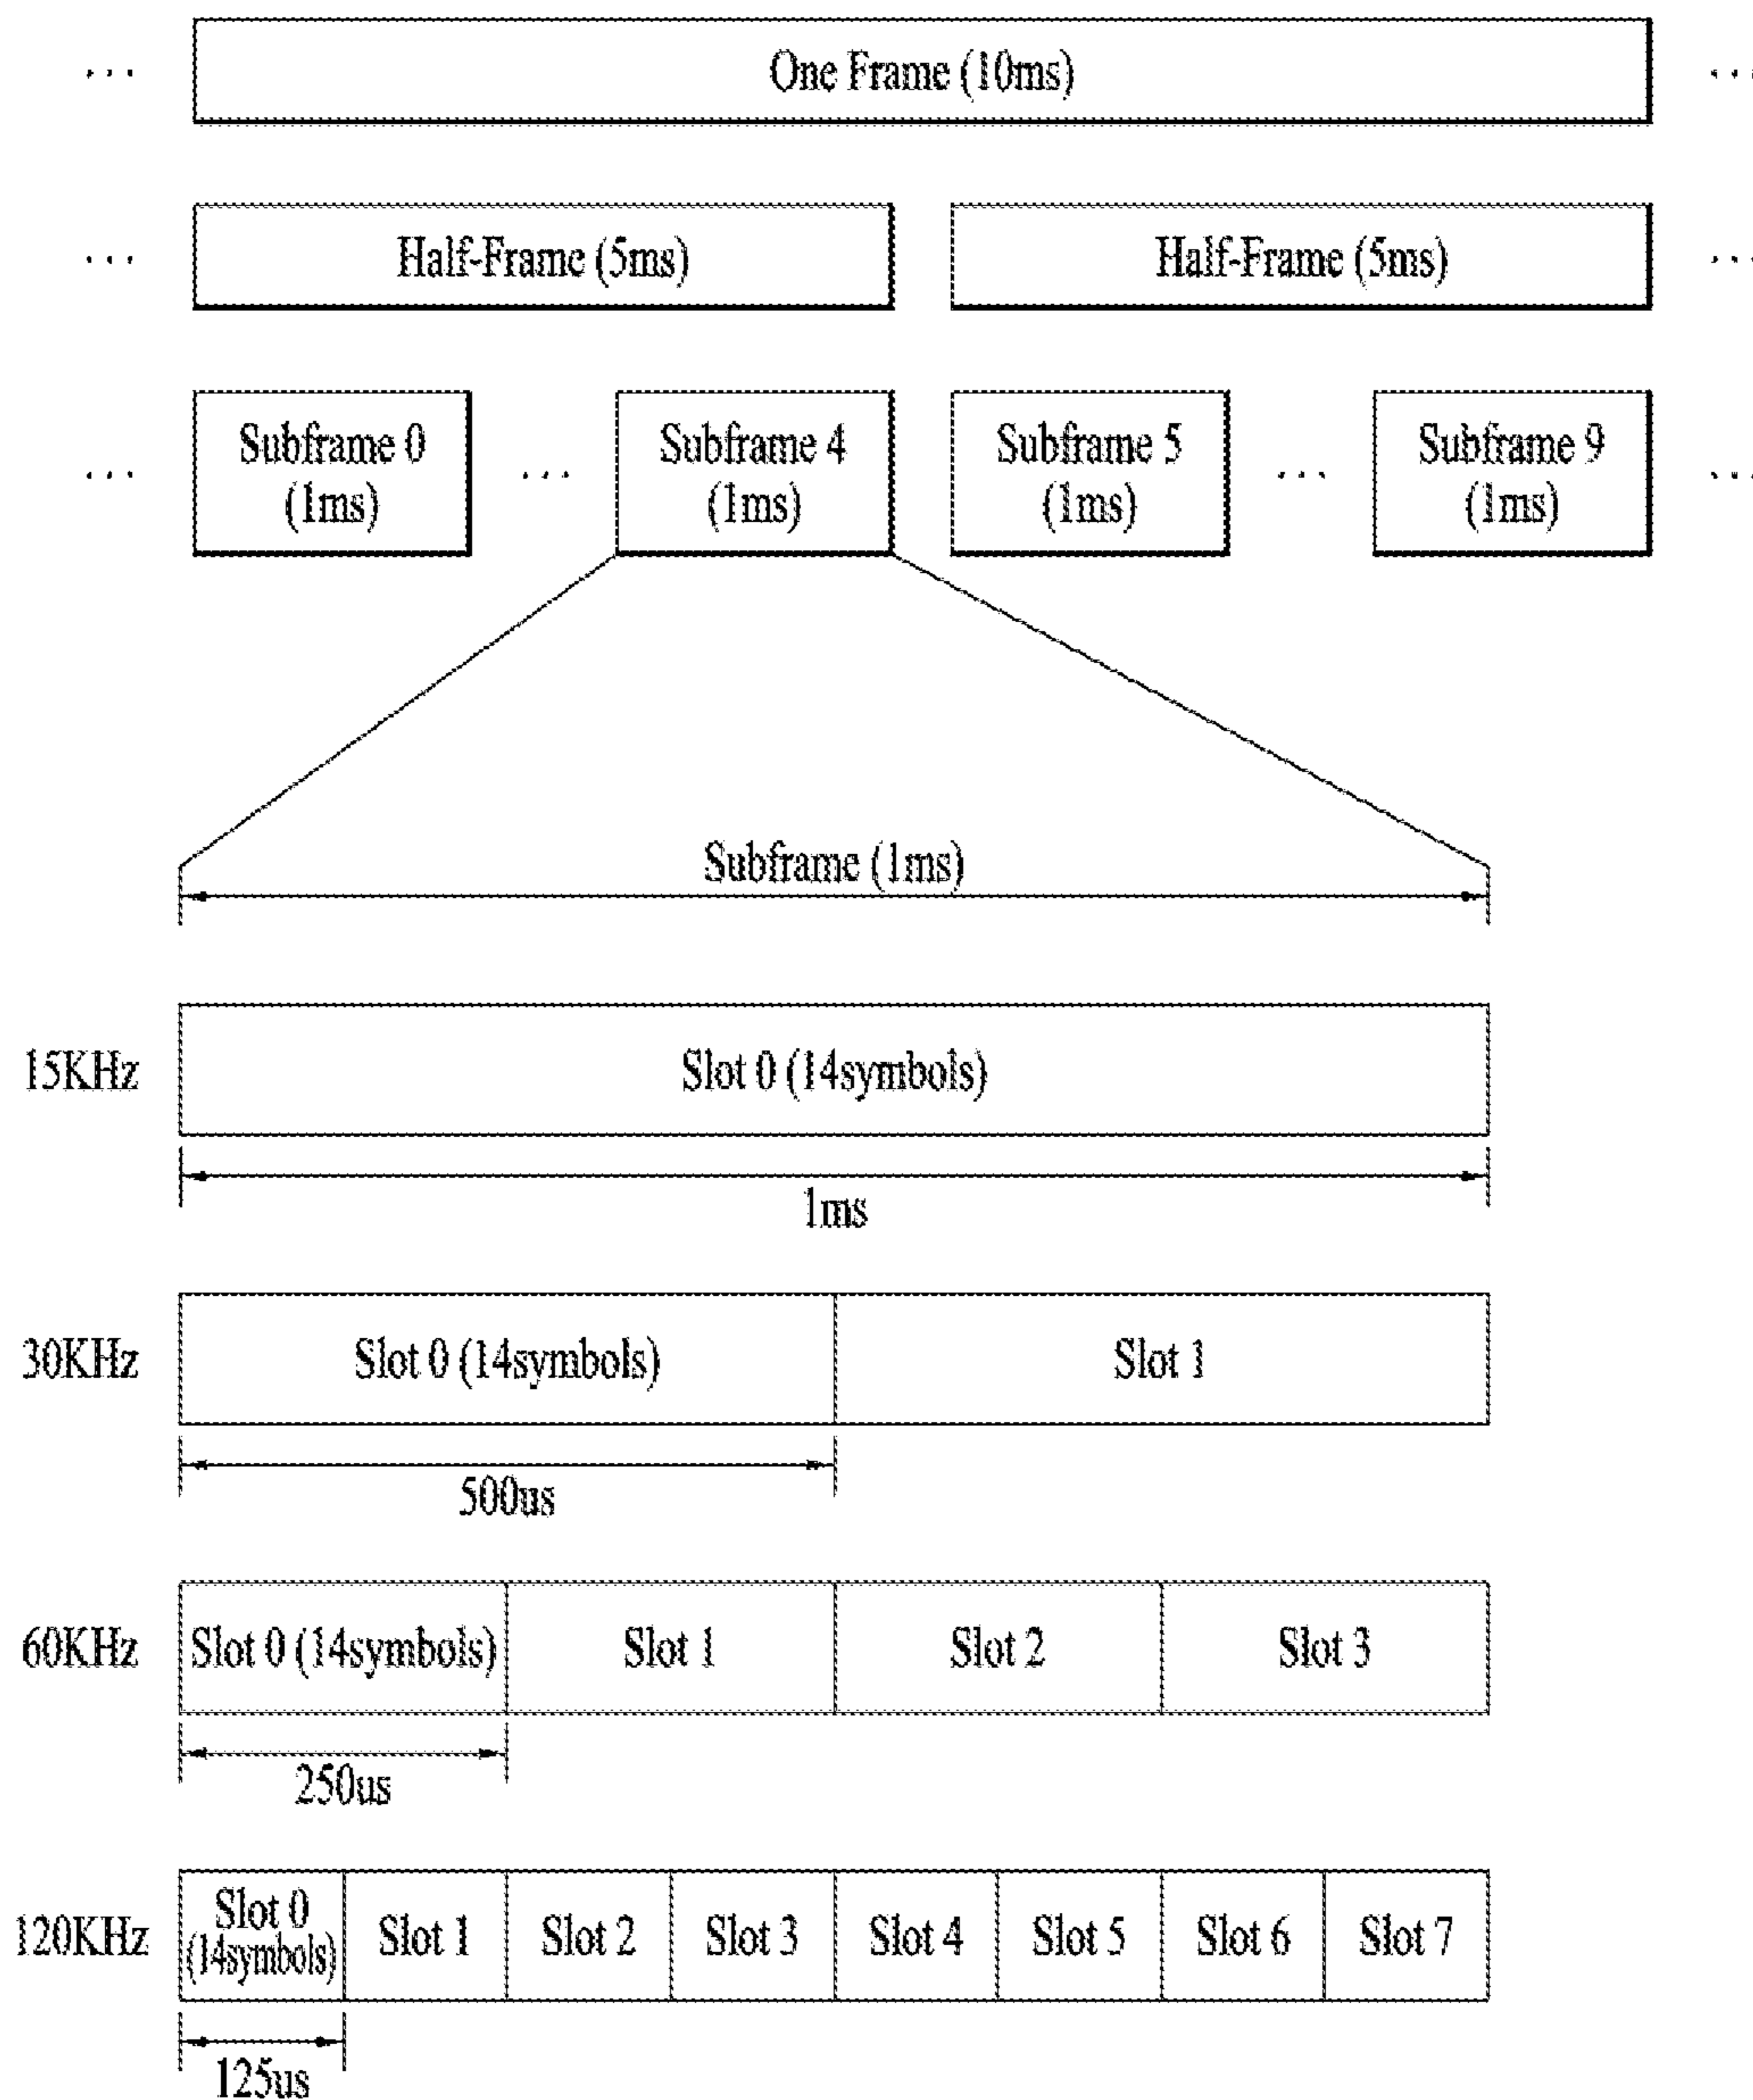 ... One Frame (10ms) ...
... Half-Frame (5ms) Half-Frame (5ms) ...
Subframe 0 Subframe 4 Subframe 5 Subframe 9
... (1ms) ... (1ms) (1ms) ... (1ms) ...
Subframe (1ms)
15KHz Slot 0 (14symbols)
1ms
30KHz Slot 0 (14symbols) Slot 1
500us
60KHz Slot 0 (14symbols) Slot 1 Slot 2 Slot 3
250us
120KHz Slot 0 (14symbols) Slot 1 Slot 2 Slot 3 Slot 4 Slot 5 Slot 6 Slot 7
125us